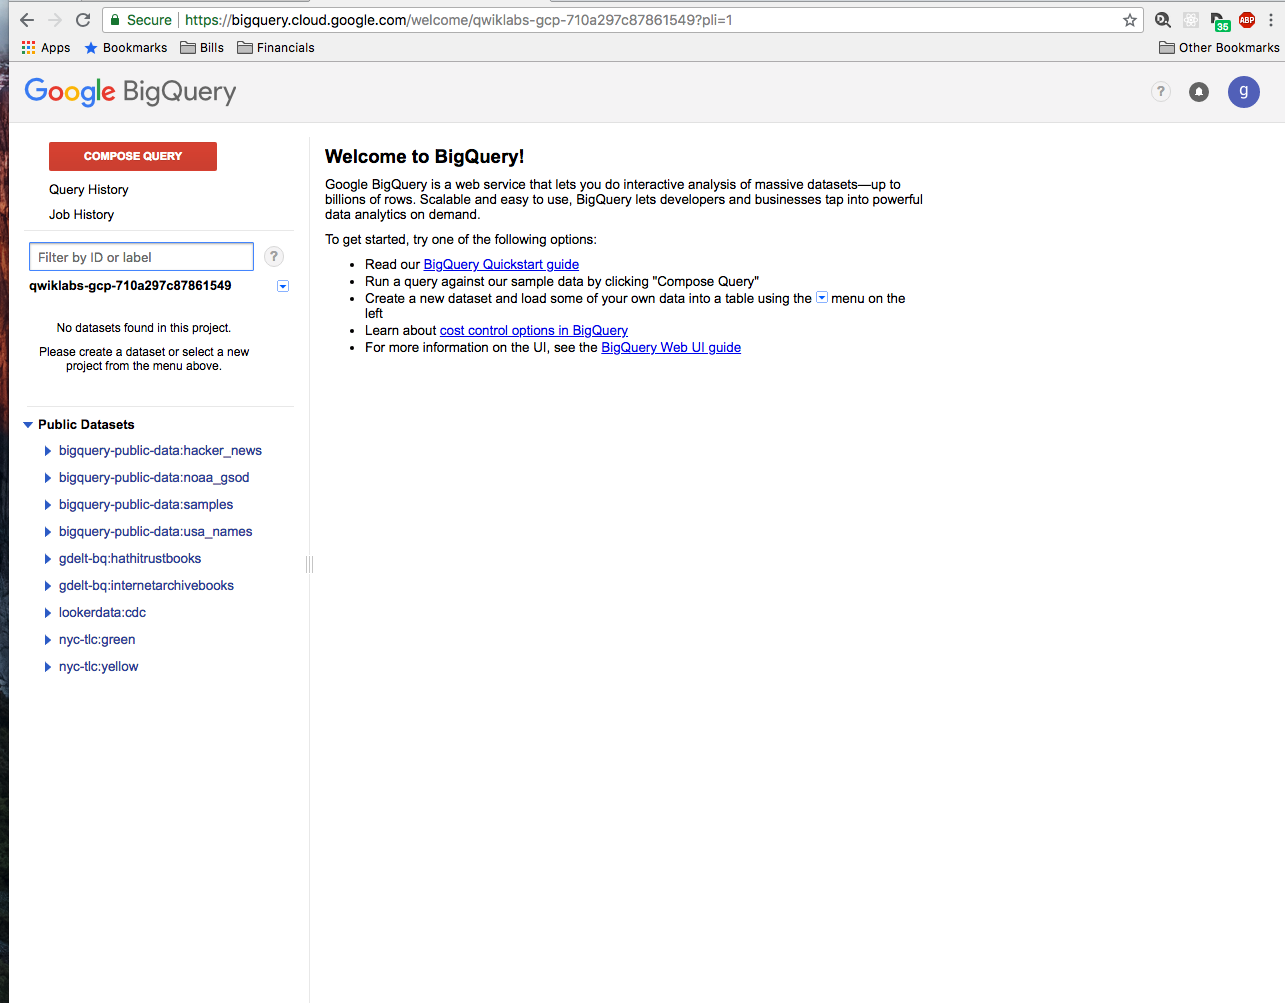 Secure https://bigquery.cloud.google.com/welcome/qwiklabs-gcp-710a297c87861549?pli=1
35
ABP
Apps Bookmarks Bills Financials Other Bookmarks
Google BigQuery
? g
COMPOSE QUERY
Query History
Job History
Filter by ID or label ?
qwiklabs-gcp-710a297c87861549
No datasets found in this project.
Please create a dataset or select a new
project from the menu above.
Public Datasets
bigquery-public-data:hacker_news
bigquery-public-data:noaa_gsod
bigquery-public-data:samples
bigquery-public-data:usa_names
gdelt-bq:hathitrustbooks
gdelt-bq:internetarchivebooks
lookerdata:cdc
nyc-tlc:green
nyc-tlc:yellow
Welcome to BigQuery!
Google BigQuery is a web service that lets you do interactive analysis of massive datasets—up to
billions of rows. Scalable and easy to use, BigQuery lets developers and businesses tap into powerful
data analytics on demand.
To get started, try one of the following options:
• Read our BigQuery Quickstart guide
• Run a query against our sample data by clicking "Compose Query"
• Create a new dataset and load some of your own data into a table using the menu on the
left
• Learn about cost control options in BigQuery
• For more information on the UI, see the BigQuery Web UI guide